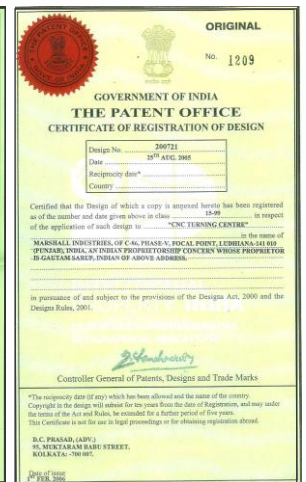 THE PATENT OFFICE
GOVT. OF INDIA
ORIGINAL
No. 1209
GOVERNMENT OF INDIA
THE PATENT OFFICE
CERTIFICATE OF REGISTRATION OF DESIGN
Design No. 200721
Date 25TH AUG. 2005
Reciprocity date*
Country
Certified that the Design of which a copy is annexed hereto has been registered
as of the number and date given above in class 15-09 in respect
of the application of such design to "CNC TURNING CENTRE"
in the name of
MARSHALL INDUSTRIES, OF C-86, PHASE-V, FOCAL POINT, LUDHIANA-141 010
(PUNJAB), INDIA, AN INDIAN PROPRIETORSHIP CONCERN WHOSE PROPRIETOR
IS GAUTAM SARUP, INDIAN OF ABOVE ADDRESS.
in pursuance of and subject to the provisions of the Designs Act, 2000 and the
Designs Rules, 2001.
Controller General of Patents, Designs and Trade Marks
*The reciprocity date (if any) which has been allowed and the name of the country.
Copyright in the design will subsist for ten years from the date of Registration, and may under
the terms of the Act and Rules, be extended for a further period of five years.
This Certificate is not for use in legal proceedings or for obtaining registration abroad.
D.C. PRASAD, (ADV.)
95, MUKTARAM BABU STREET,
KOLKATA: -700 007.
Date of issue
1ST FEB. 2006